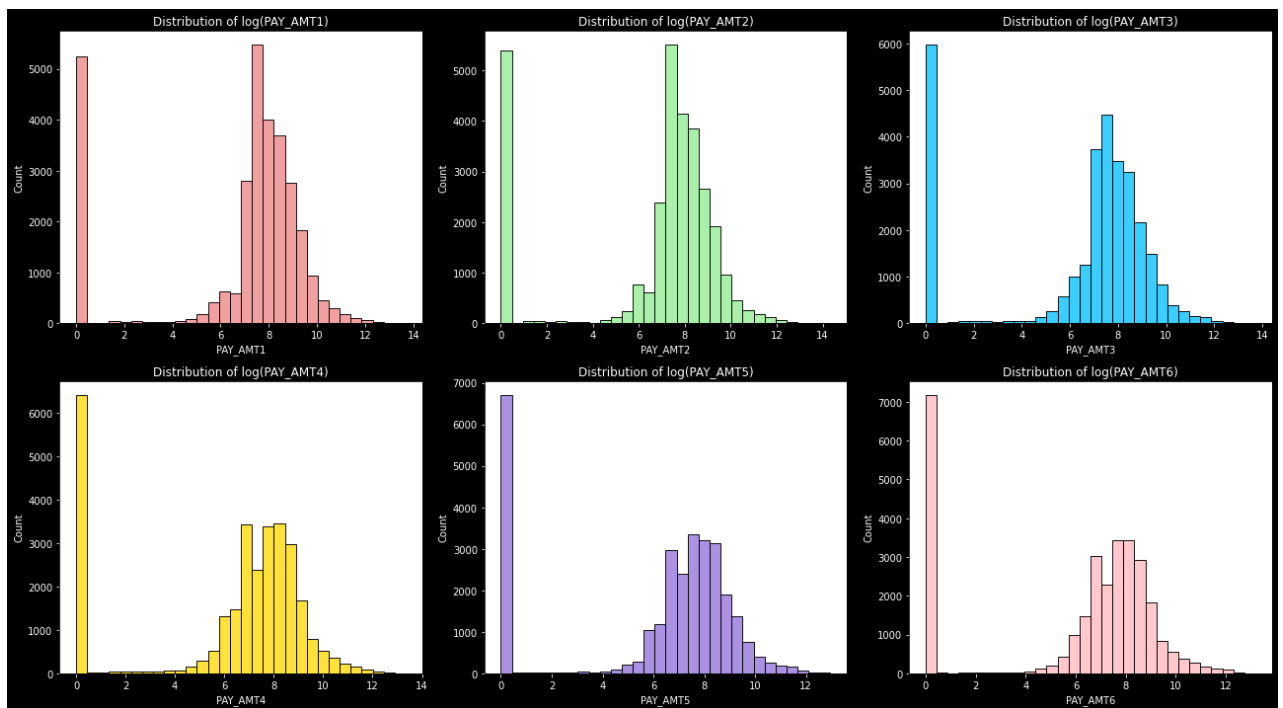 Distribution of log(PAY_AMT1)
5000
4000
3000
2000
1000
0
Count
0 2 4 6 8 10 12 14
PAY_AMT1
Distribution of log(PAY_AMT2)
5000
4000
3000
2000
1000
0
Count
0 2 4 6 8 10 12 14
PAY_AMT2
Distribution of log(PAY_AMT3)
6000
5000
4000
3000
2000
1000
0
Count
0 2 4 6 8 10 12 14
PAY_AMT3
Distribution of log(PAY_AMT4)
6000
5000
4000
3000
2000
1000
0
Count
0 2 4 6 8 10 12 14
PAY_AMT4
Distribution of log(PAY_AMT5)
7000
6000
5000
4000
3000
2000
1000
0
Count
0 2 4 6 8 10 12
PAY_AMT5
Distribution of log(PAY_AMT6)
7000
6000
5000
4000
3000
2000
1000
0
Count
0 2 4 6 8 10 12
PAY_AMT6